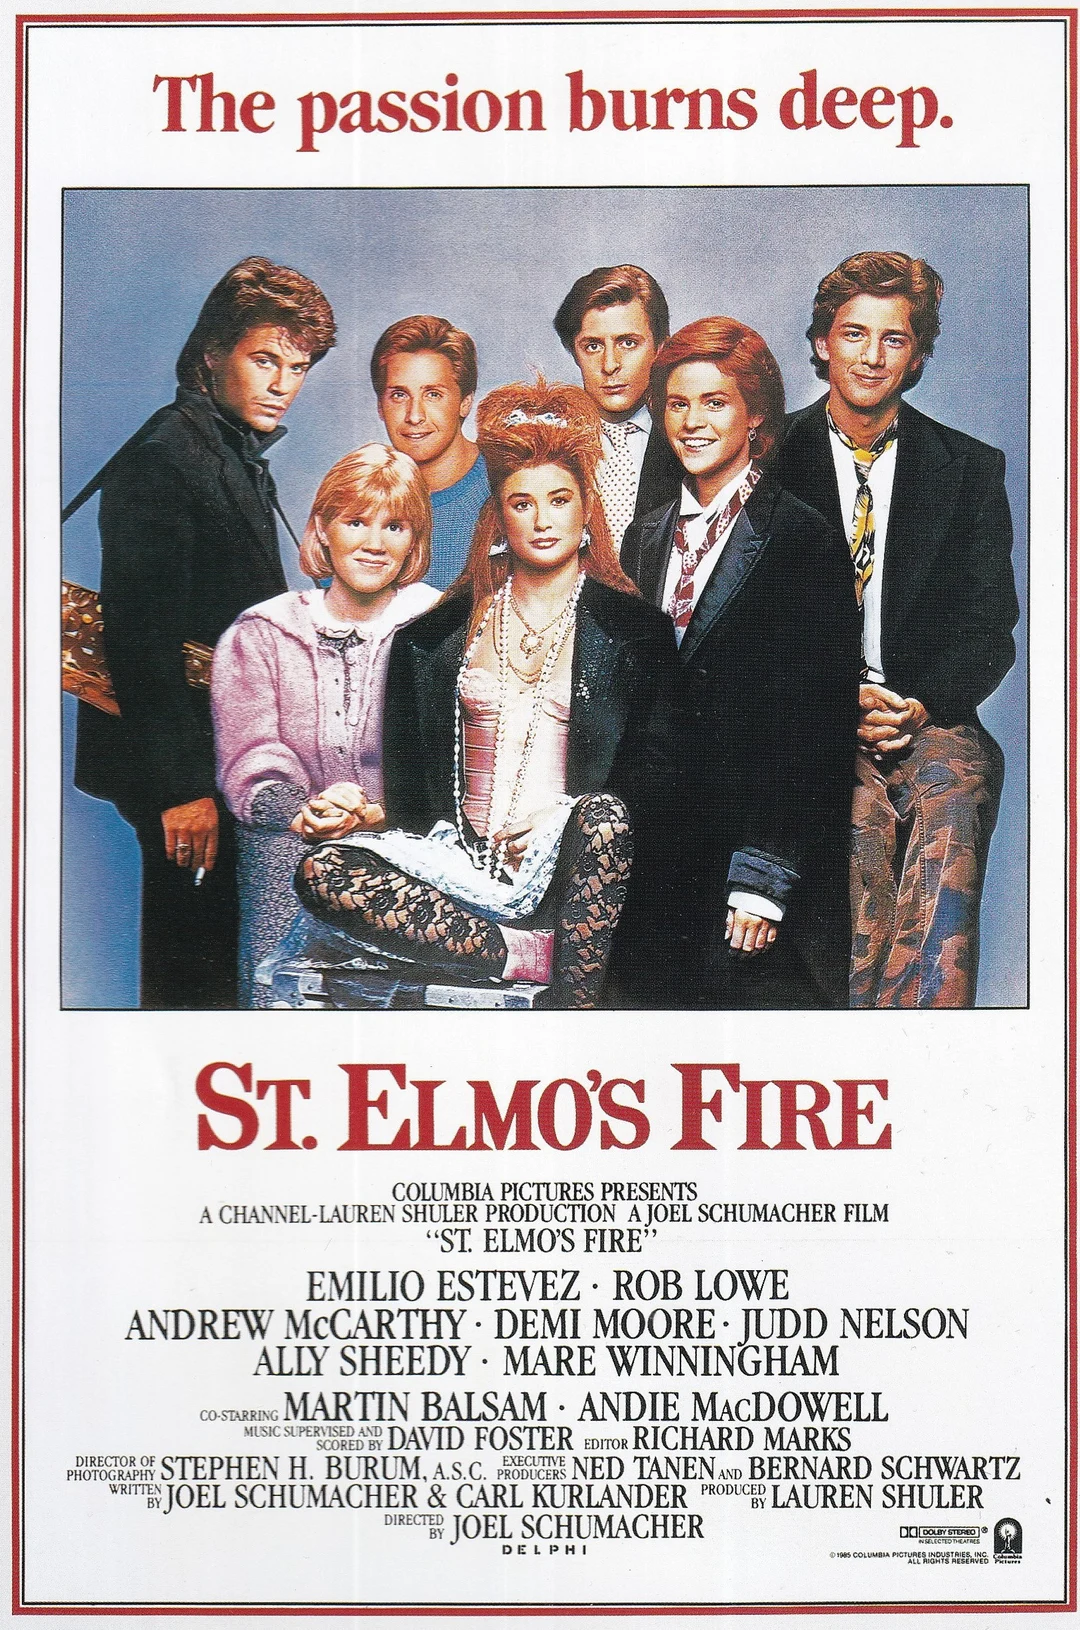 The passion burns deep.
ST. ELMO'S FIRE
COLUMBIA PICTURES PRESENTS
A CHANNEL-LAUREN SHULER PRODUCTION A JOEL SCHUMACHER FILM
"ST. ELMO'S FIRE"
EMILIO ESTEVEZ · ROB LOWE
ANDREW McCARTHY · DEMI MOORE · JUDD NELSON
ALLY SHEEDY · MARE WINNINGHAM
CO-STARRING MARTIN BALSAM · ANDIE MacDOWELL
MUSIC SUPERVISED AND SCORED BY DAVID FOSTER EDITOR RICHARD MARKS
DIRECTOR OF PHOTOGRAPHY STEPHEN H. BURUM, A.S.C. EXECUTIVE PRODUCERS NED TANEN AND BERNARD SCHWARTZ
WRITTEN BY JOEL SCHUMACHER & CARL KURLANDER PRODUCED BY LAUREN SHULER
DIRECTED BY JOEL SCHUMACHER
DELPHI
DOLBY STEREO ®
IN SELECTED THEATRES
© 1985 COLUMBIA PICTURES INDUSTRIES, INC.
ALL RIGHTS RESERVED
Columbia
Pictures